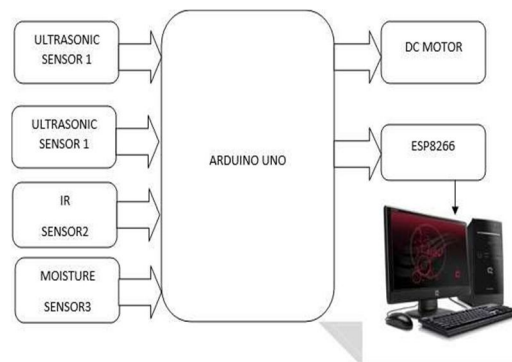 ULTRASONIC
SENSOR 1
ULTRASONIC
SENSOR 1
IR
SENSOR2
MOISTURE
SENSOR3
ARDUINO UNO
DC MOTOR
ESP8266